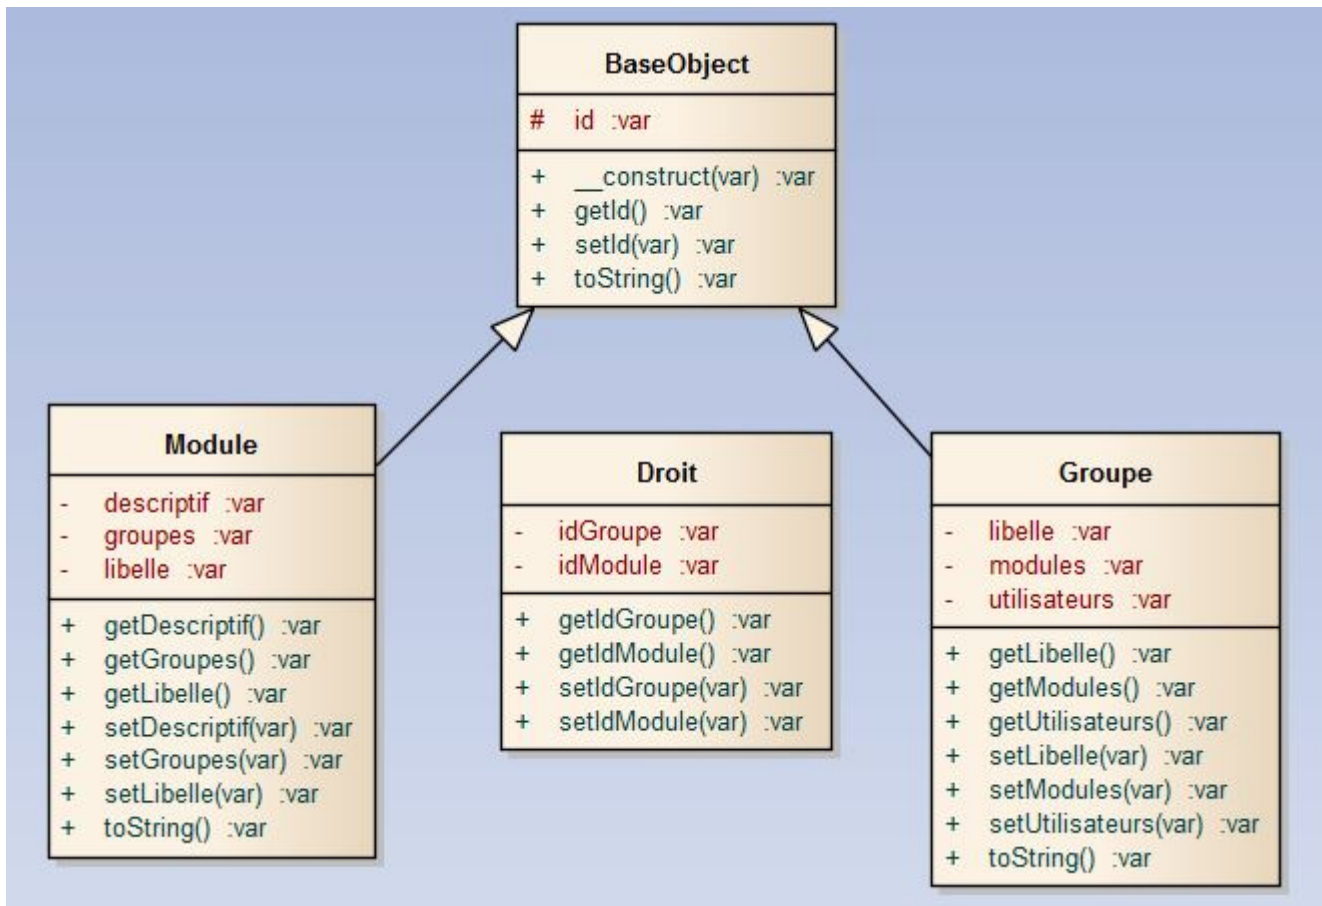 BaseObject
# id :var
+ __construct(var) :var
+ getId() :var
+ setId(var) :var
+ toString() :var
Module
- descriptif :var
- groupes :var
- libelle :var
+ getDescriptif() :var
+ getGroupes() :var
+ getLibelle() :var
+ setDescriptif(var) :var
+ setGroupes(var) :var
+ setLibelle(var) :var
+ toString() :var
Droit
- idGroupe :var
- idModule :var
+ getIdGroupe() :var
+ getIdModule() :var
+ setIdGroupe(var) :var
+ setIdModule(var) :var
Groupe
- libelle :var
- modules :var
- utilisateurs :var
+ getLibelle() :var
+ getModules() :var
+ getUtilisateurs() :var
+ setLibelle(var) :var
+ setModules(var) :var
+ setUtilisateurs(var) :var
+ toString() :var